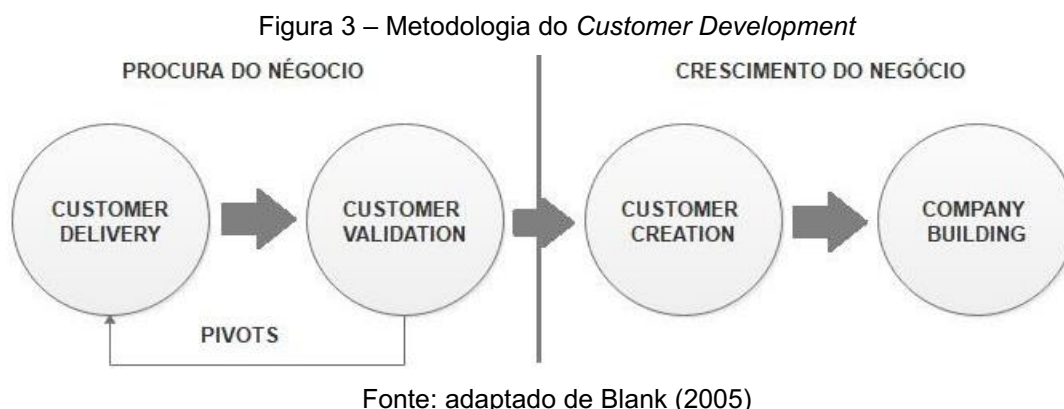 Figura 3 – Metodologia do Customer Development
PROCURA DO NÉGOCIO
CRESCIMENTO DO NEGÓCIO
CUSTOMER
DELIVERY
CUSTOMER
VALIDATION
CUSTOMER
CREATION
COMPANY
BUILDING
PIVOTS
Fonte: adaptado de Blank (2005)